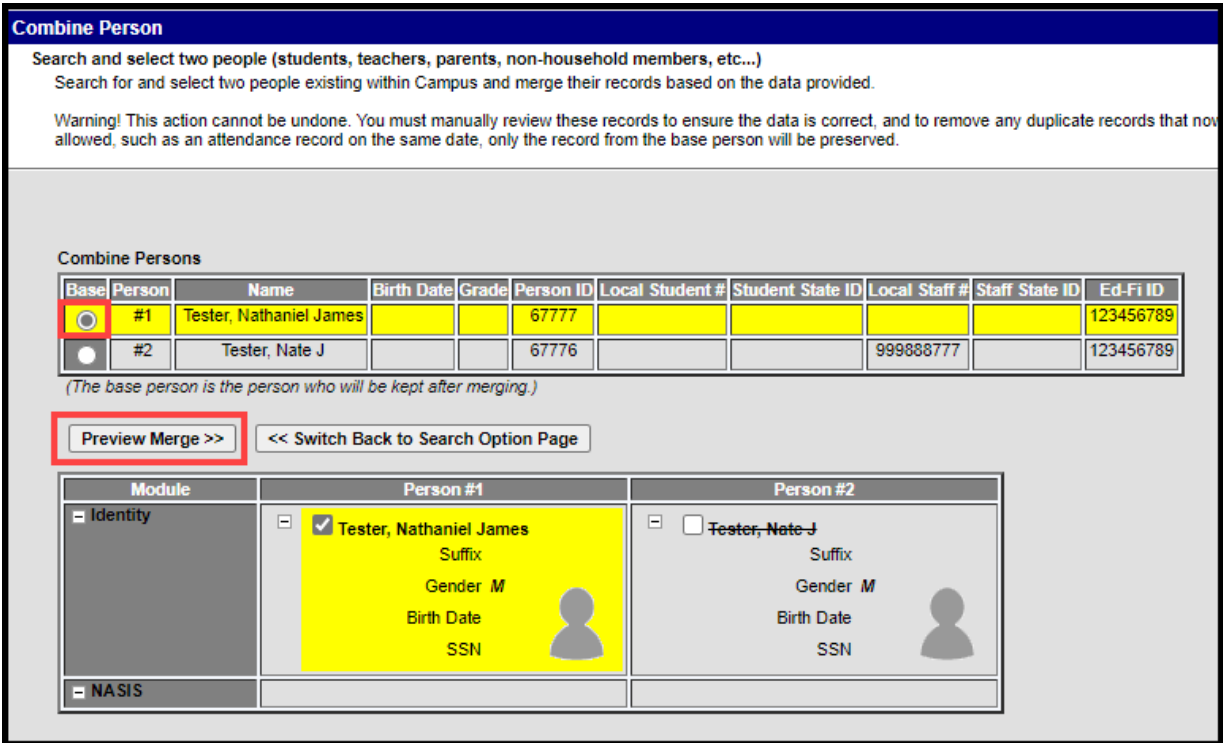 Combine Person
Search and select two people (students, teachers, parents, non-household members, etc...)
Search for and select two people existing within Campus and merge their records based on the data provided.
Warning! This action cannot be undone. You must manually review these records to ensure the data is correct, and to remove any duplicate records that now
allowed, such as an attendance record on the same date, only the record from the base person will be preserved.
Combine Persons
Base Person Name Birth Date Grade Person ID Local Student # Student State ID Local Staff # Staff State ID Ed-Fi ID
#1 Tester, Nathaniel James 67777 123456789
#2 Tester, Nate J 67776 999888777 123456789
(The base person is the person who will be kept after merging.)
Preview Merge >> << Switch Back to Search Option Page
Module Person #1 Person #2
Identity Tester, Nathaniel James Tester, Nate J
Suffix Suffix
Gender M Gender M
Birth Date Birth Date
SSN SSN
NASIS